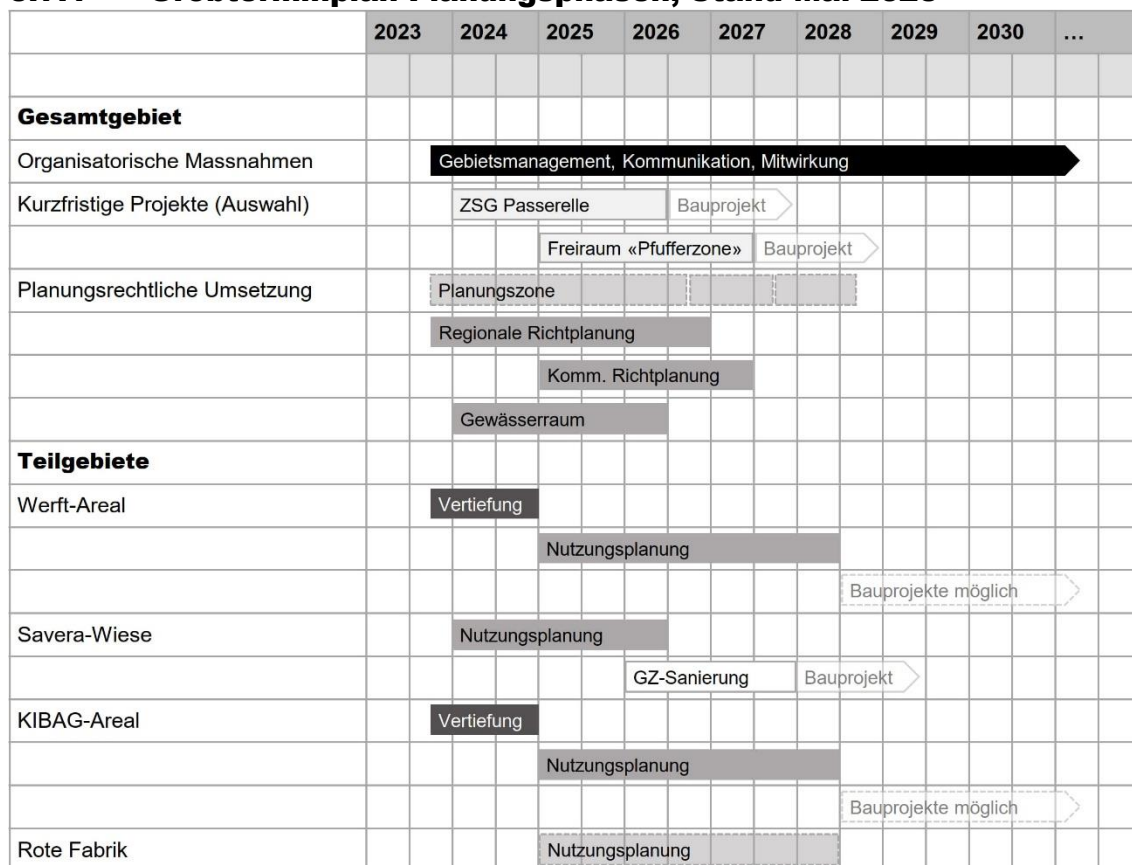 2023 2024 2025 2026 2027 2028 2029 2030 ...
Gesamtgebiet
Organisatorische Massnahmen Gebietsmanagement, Kommunikation, Mitwirkung
Kurzfristige Projekte (Auswahl) ZSG Passerelle Bauprojekt
Freiraum «Pfufferzone» Bauprojekt
Planungsrechtliche Umsetzung Planungszone
Regionale Richtplanung
Komm. Richtplanung
Gewässerraum
Teilgebiete
Werft-Areal Vertiefung
Nutzungsplanung
Bauprojekte möglich
Savera-Wiese Nutzungsplanung
GZ-Sanierung Bauprojekt
KIBAG-Areal Vertiefung
Nutzungsplanung
Bauprojekte möglich
Rote Fabrik Nutzungsplanung